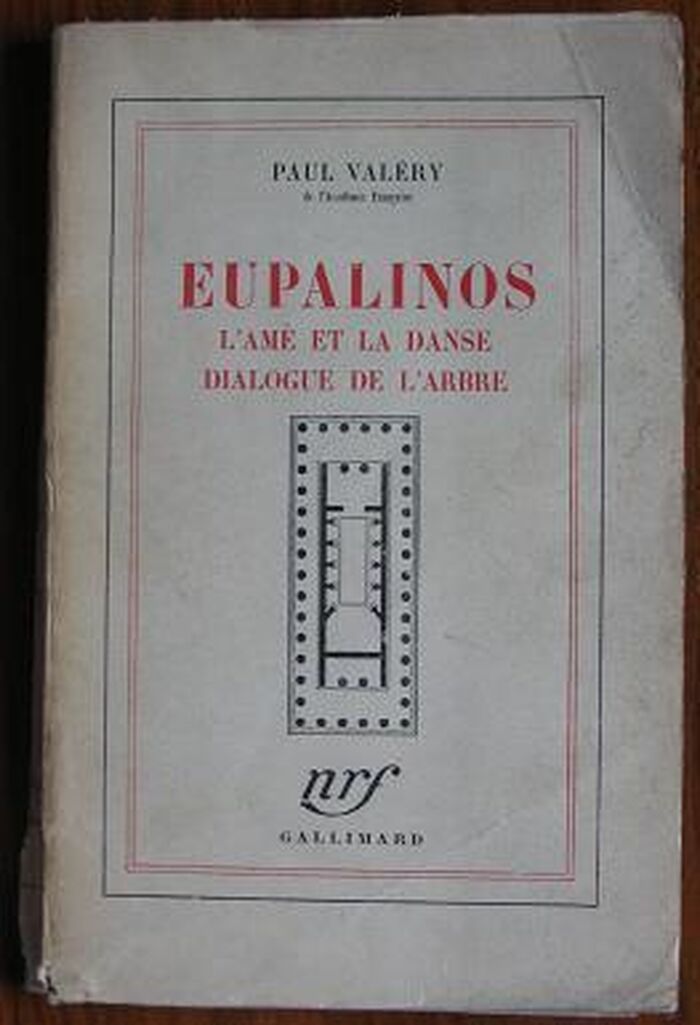 PAUL VALÉRY
de l'Académie française
EUPALINOS
L'AME ET LA DANSE
DIALOGUE DE L'ARBRE
nrf
GALLIMARD